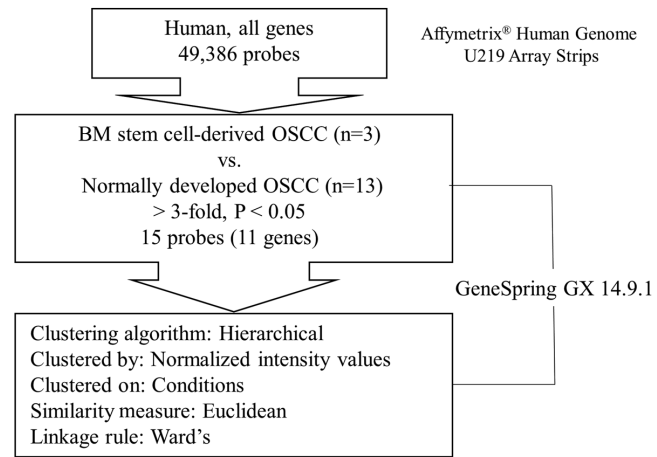 Human, all genes
49,386 probes
Affymetrix® Human Genome
U219 Array Strips
BM stem cell-derived OSCC (n=3)
vs.
Normally developed OSCC (n=13)
> 3-fold, P < 0.05
15 probes (11 genes)
GeneSpring GX 14.9.1
Clustering algorithm: Hierarchical
Clustered by: Normalized intensity values
Clustered on: Conditions
Similarity measure: Euclidean
Linkage rule: Ward's